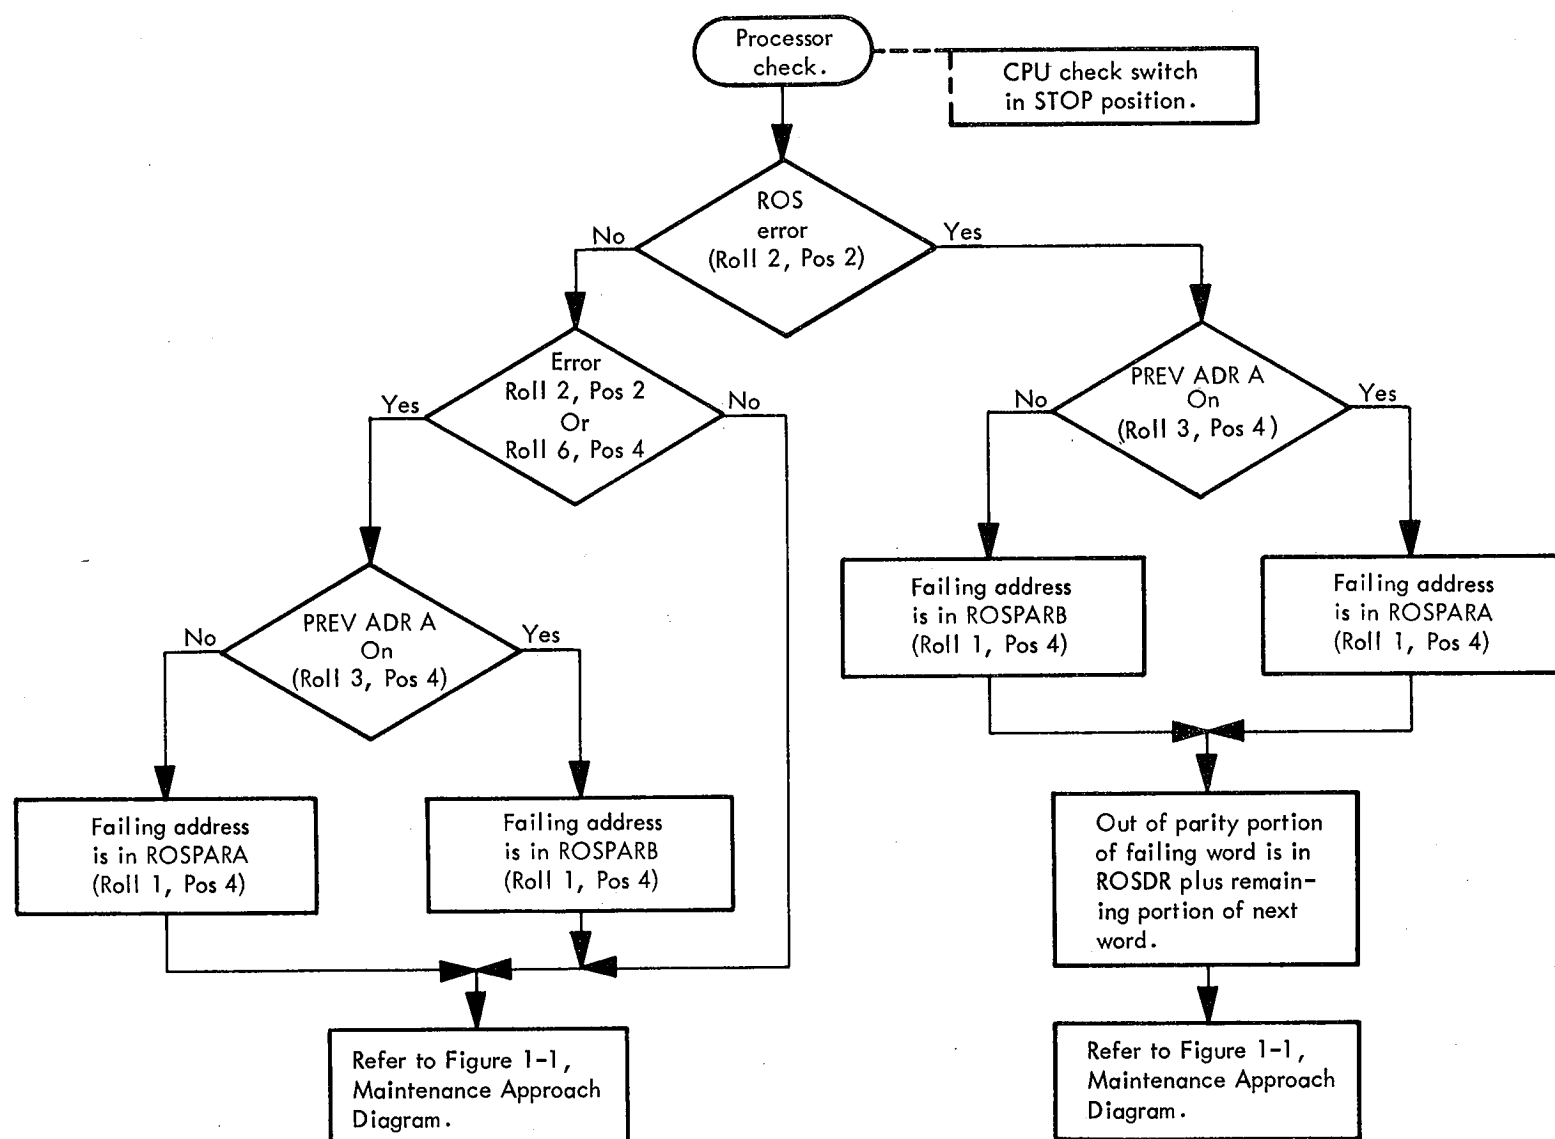 Processor
check.
CPU check switch
in STOP position.
ROS
error
(Roll 2, Pos 2)
No
Yes
Error
Roll 2, Pos 2
Or
Roll 6, Pos 4
Yes
No
PREV ADR A
On
(Roll 3, Pos 4)
No
Yes
PREV ADR A
On
(Roll 3, Pos 4)
No
Yes
Failing address
is in ROSPARB
(Roll 1, Pos 4)
Failing address
is in ROSPARA
(Roll 1, Pos 4)
Failing address
is in ROSPARA
(Roll 1, Pos 4)
Failing address
is in ROSPARB
(Roll 1, Pos 4)
Out of parity portion
of failing word is in
ROSDR plus remain-
ing portion of next
word.
Refer to Figure 1-1,
Maintenance Approach
Diagram.
Refer to Figure 1-1,
Maintenance Approach
Diagram.